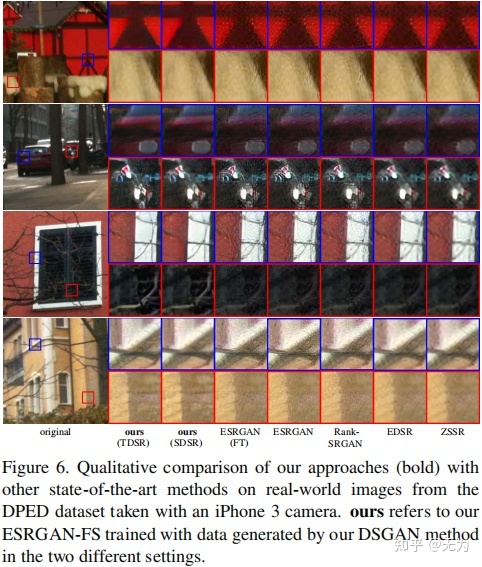 original
ours
(TDSR)
ours
(SDSR)
ESRGAN
(FT)
ESRGAN
Rank-
SRGAN
EDSR
ZSSR
Figure 6. Qualitative comparison of our approaches (bold) with
other state-of-the-art methods on real-world images from the
DPED dataset taken with an iPhone 3 camera. ours refers to our
ESRGAN-FS trained with data generated by our DSGAN method
in the two different settings.
知乎 @无为